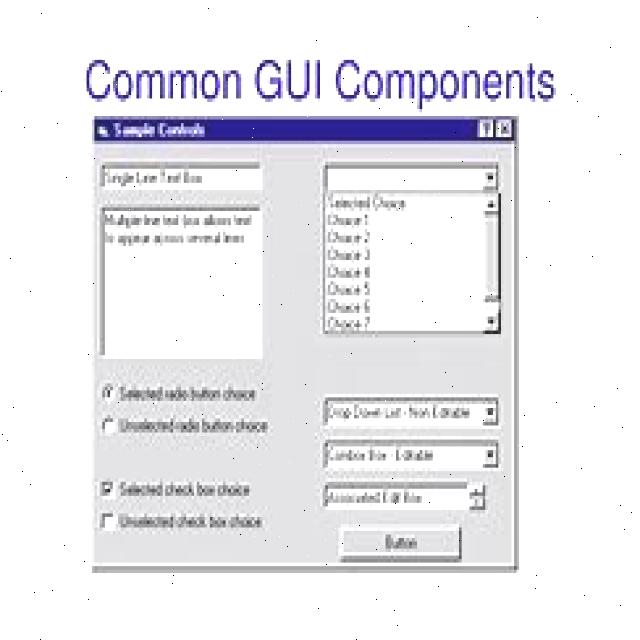 Common GUI Components
Sample Controls
Single Line Text Box
Multiple line text box allows text
to appear across several lines
Selected radio button choice
Unselected radio button choice
Selected check box choice
Unselected check box choice
Selected Choice
Choice 1
Choice 2
Choice 3
Choice 4
Choice 5
Choice 6
Choice 7
Drop Down List - Non Editable
Combo Box - Editable
Associated Edit Box
Button